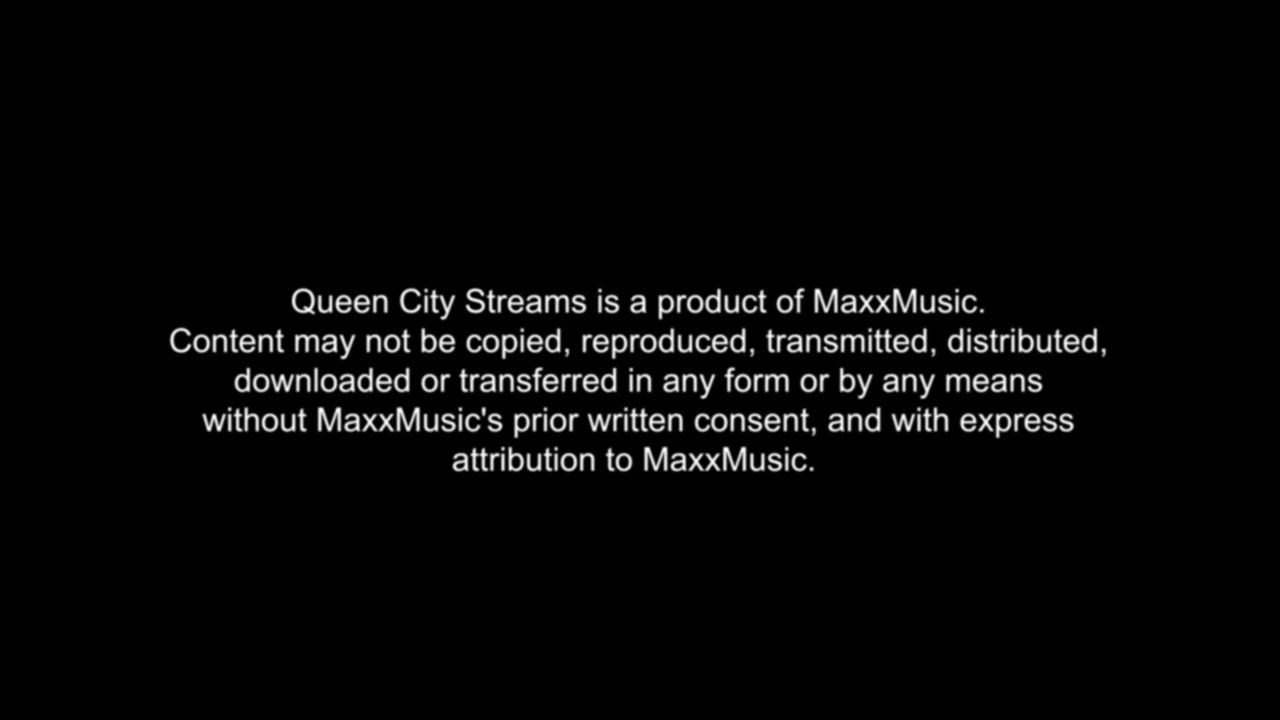 Queen City Streams is a product of MaxxMusic.
Content may not be copied, reproduced, transmitted, distributed,
downloaded or transferred in any form or by any means
without MaxxMusic's prior written consent, and with express
attribution to MaxxMusic.